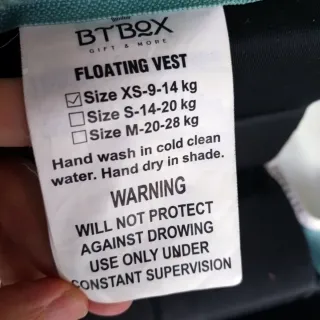 BTBOX
GIFT & MORE
FLOATING VEST
Size XS-9-14 kg
Size S-14-20 kg
Size M-20-28 kg
Hand wash in cold clean
water. Hand dry in shade.
WARNING
WILL NOT PROTECT
AGAINST DROWING
USE ONLY UNDER
CONSTANT SUPERVISION